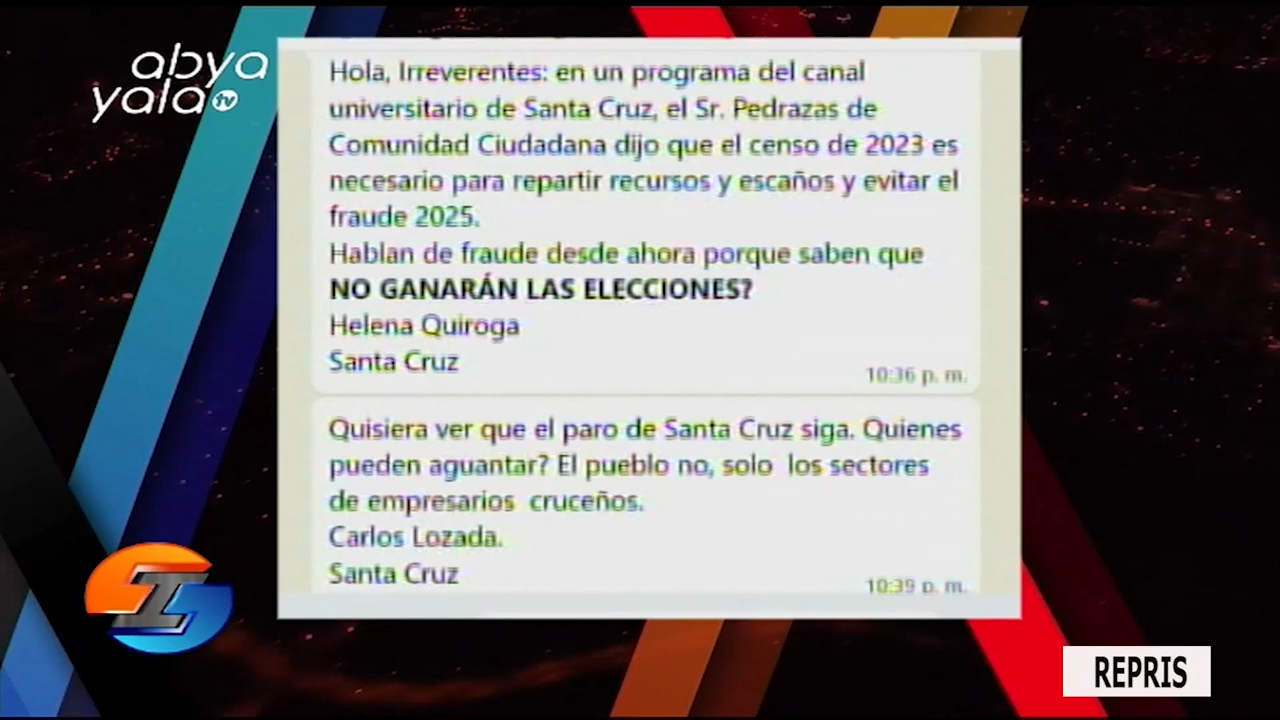 abya
yala tv
Hola, Irreverentes: en un programa del canal
universitario de Santa Cruz, el Sr. Pedrazas de
Comunidad Ciudadana dijo que el censo de 2023 es
necesario para repartir recursos y escaños y evitar el
fraude 2025.
Hablan de fraude desde ahora porque saben que
NO GANARÁN LAS ELECCIONES?
Helena Quiroga
Santa Cruz
10:36 p. m.
Quisiera ver que el paro de Santa Cruz siga. Quienes
pueden aguantar? El pueblo no, solo los sectores
de empresarios cruceños.
Carlos Lozada.
Santa Cruz
10:39 p. m.
REPRIS